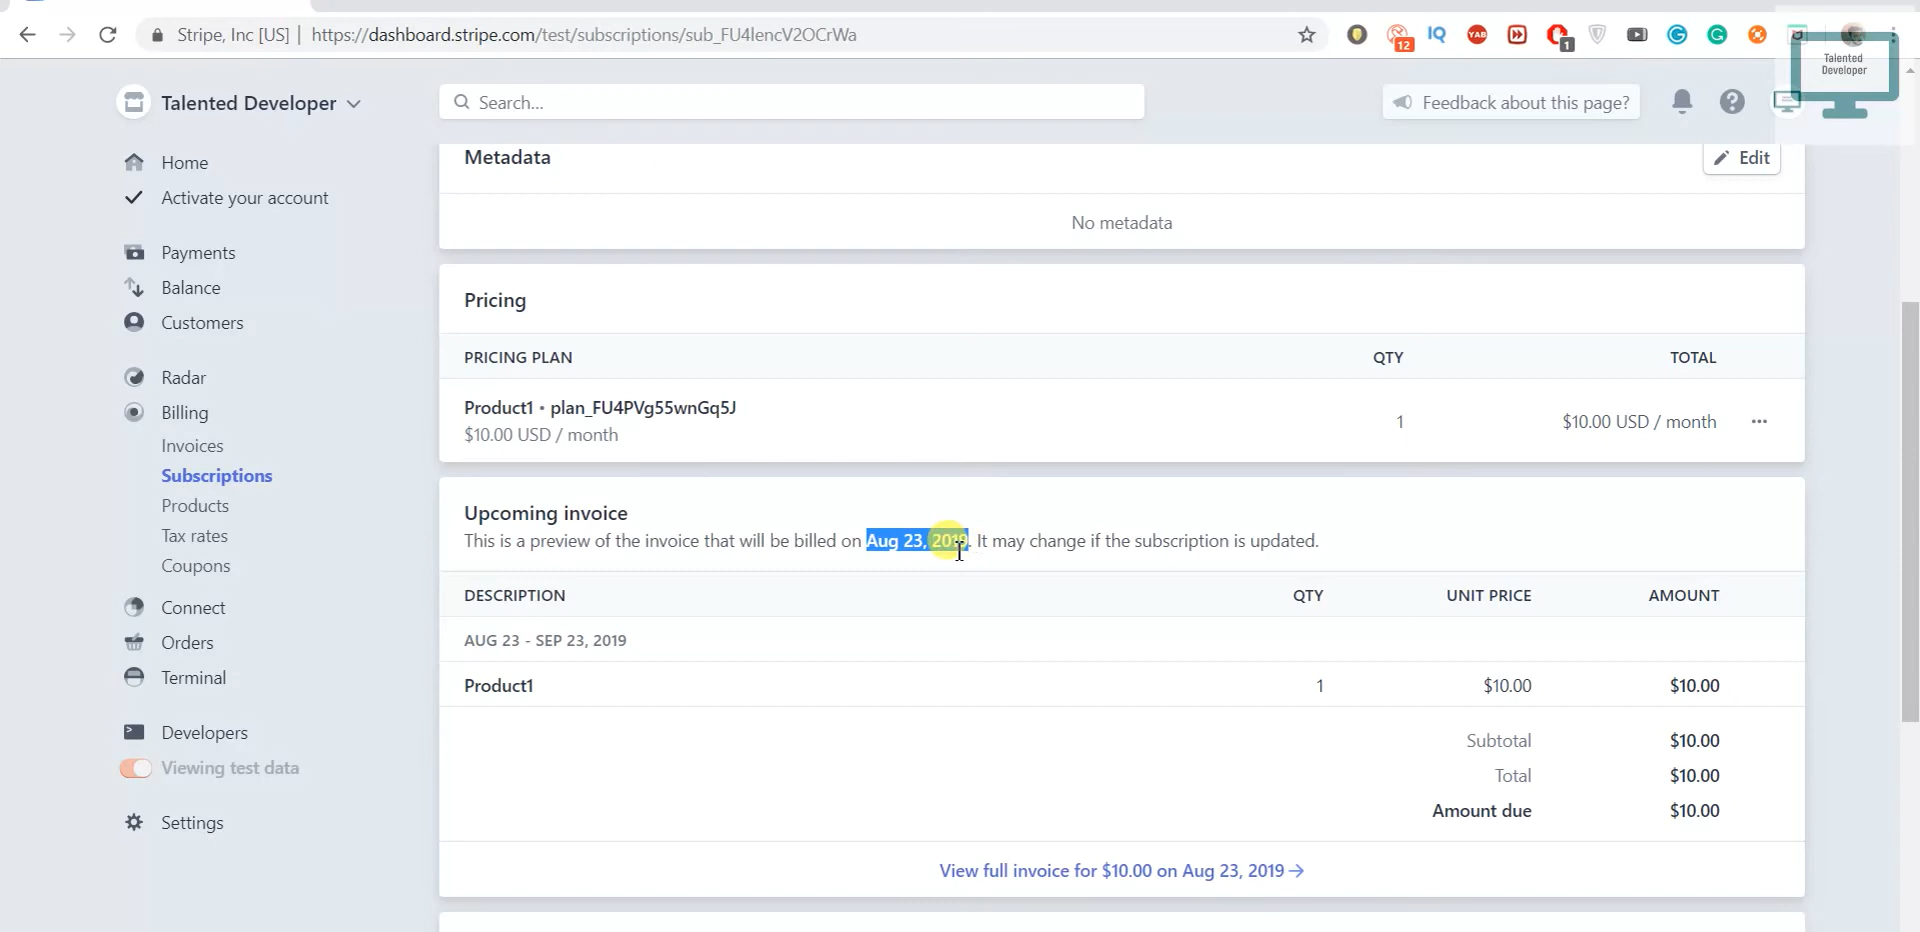 Stripe, Inc [US] | https://dashboard.stripe.com/test/subscriptions/sub_FU4lencV2OCrWa
12
IQ
YAB
1
Talented
Developer
Talented Developer
Search...
Feedback about this page?
Home
Activate your account
Payments
Balance
Customers
Radar
Billing
Invoices
Subscriptions
Products
Tax rates
Coupons
Connect
Orders
Terminal
Developers
Viewing test data
Settings
Metadata
Edit
No metadata
Pricing
PRICING PLAN QTY TOTAL
Product1 • plan_FU4PVg55wnGq5J
$10.00 USD / month
1 $10.00 USD / month
Upcoming invoice
This is a preview of the invoice that will be billed on Aug 23, 2019. It may change if the subscription is updated.
DESCRIPTION QTY UNIT PRICE AMOUNT
AUG 23 - SEP 23, 2019
Product1 1 $10.00 $10.00
Subtotal $10.00
Total $10.00
Amount due $10.00
View full invoice for $10.00 on Aug 23, 2019 →